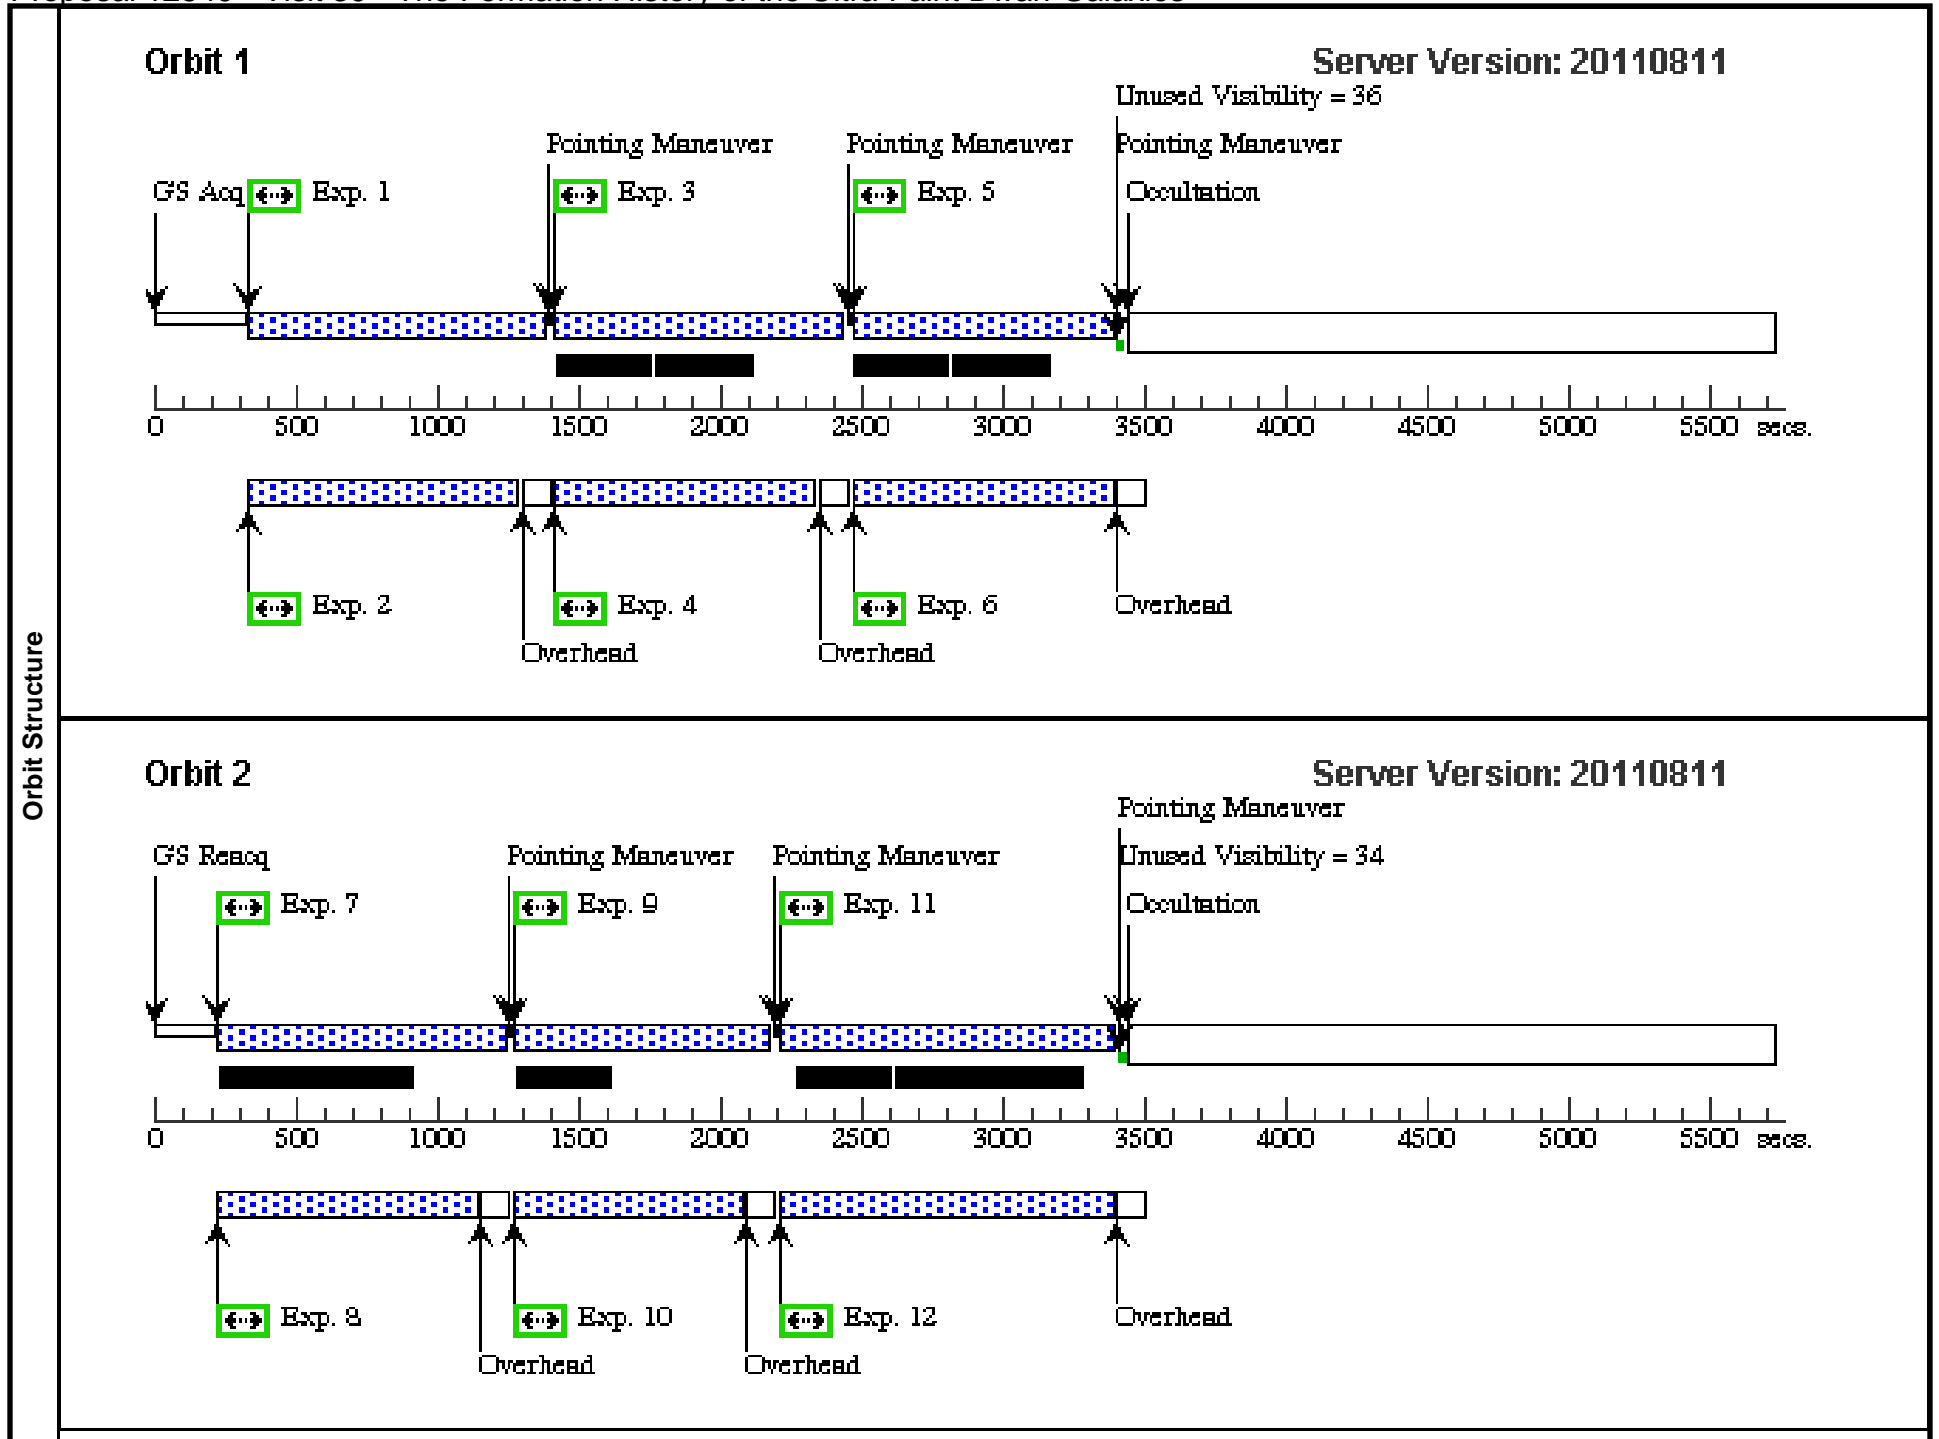 Orbit 1
Server Version: 20110811
Unused Visibility = 36
Pointing Maneuver Pointing Maneuver Pointing Maneuver
GS Acq Exp. 1 Exp. 3 Exp. 5 Occultation
0 500 1000 1500 2000 2500 3000 3500 4000 4500 5000 5500 secs.
Exp. 2 Exp. 4 Exp. 6 Overhead
Overhead Overhead
Orbit Structure
Orbit 2
Server Version: 20110811
Pointing Maneuver
GS Reacq Pointing Maneuver Pointing Maneuver Unused Visibility = 34
Exp. 7 Exp. 9 Exp. 11 Occultation
0 500 1000 1500 2000 2500 3000 3500 4000 4500 5000 5500 secs.
Exp. 8 Exp. 10 Exp. 12 Overhead
Overhead Overhead